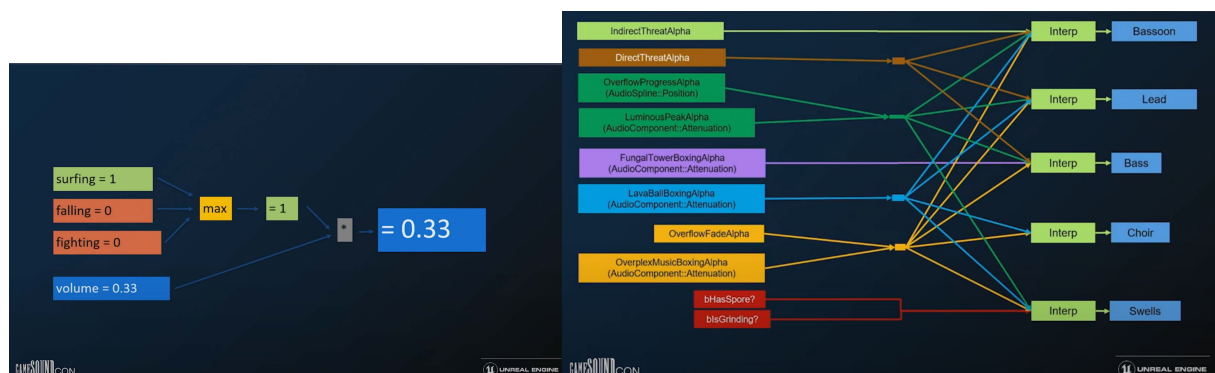 surfing = 1
falling = 0
fighting = 0
max
= 1
*
= 0.33
volume = 0.33
GAMESOUNDCON
UNREAL ENGINE
IndirectThreatAlpha
DirectThreatAlpha
OverflowProgressAlpha
(AudioSpline::Position)
LuminousPeakAlpha
(AudioComponent::Attenuation)
FungalTowerBoxingAlpha
(AudioComponent::Attenuation)
LavaBallBoxingAlpha
(AudioComponent::Attenuation)
OverflowFadeAlpha
OverplexMusicBoxingAlpha
(AudioComponent::Attenuation)
bHasSpore?
bIsGrinding?
Interp
Bassoon
Interp
Lead
Interp
Bass
Interp
Choir
Interp
Swells
GAMESOUNDCON
UNREAL ENGINE